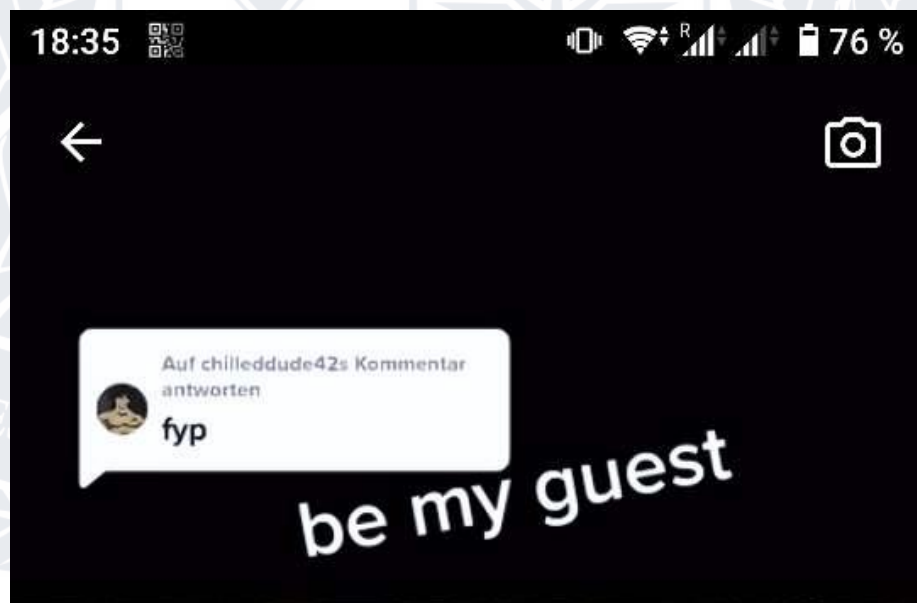 18:35
R
76 %
Auf chilleddude42s Kommentar
antworten
fyp
be my guest